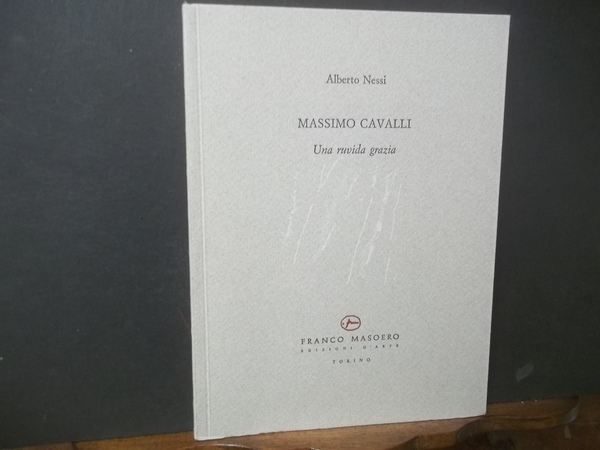 Alberto Nessi
MASSIMO CAVALLI
Una ruvida grazia
FRANCO MASOERO
EDIZIONI D'ARTE
TORINO